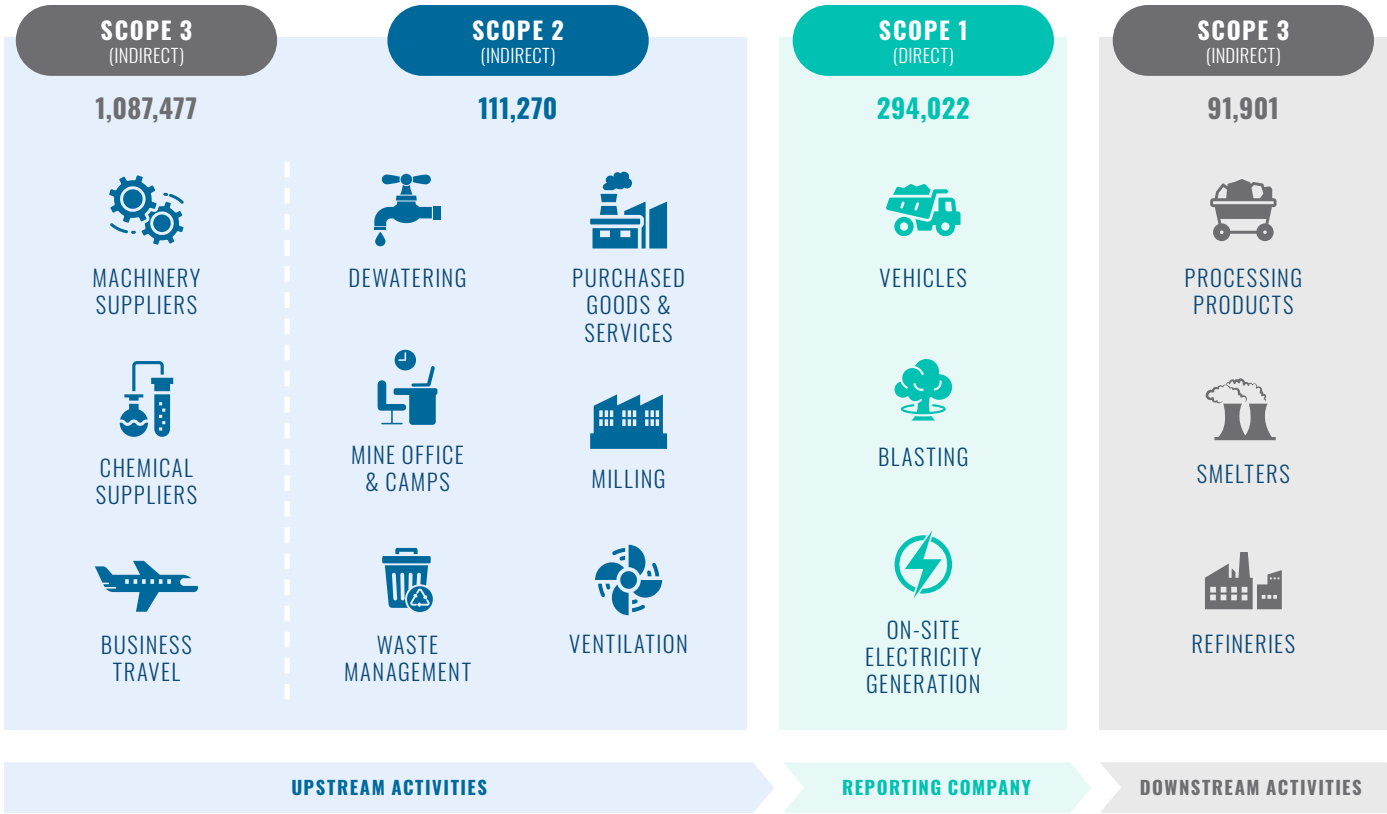 SCOPE 3
(INDIRECT)
1,087,477
MACHINERY
SUPPLIERS
CHEMICAL
SUPPLIERS
BUSINESS
TRAVEL
SCOPE 2
(INDIRECT)
111,270
DEWATERING
PURCHASED
GOODS &
SERVICES
MINE OFFICE
& CAMPS
MILLING
WASTE
MANAGEMENT
VENTILATION
SCOPE 1
(DIRECT)
294,022
VEHICLES
BLASTING
ON-SITE
ELECTRICITY
GENERATION
SCOPE 3
(INDIRECT)
91,901
PROCESSING
PRODUCTS
SMELTERS
REFINERIES
UPSTREAM ACTIVITIES
REPORTING COMPANY
DOWNSTREAM ACTIVITIES